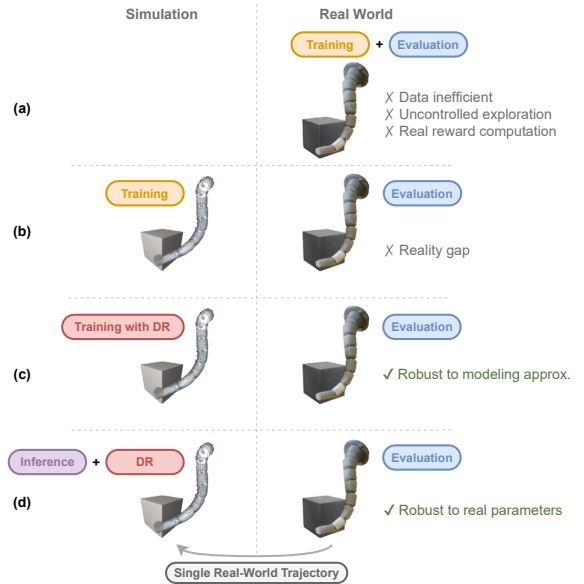 Simulation
Real World
Training + Evaluation
(a)
✗ Data inefficient
✗ Uncontrolled exploration
✗ Real reward computation
Training
Evaluation
(b)
✗ Reality gap
Training with DR
Evaluation
(c)
✓ Robust to modeling approx.
Inference + DR
Evaluation
(d)
✓ Robust to real parameters
Single Real-World Trajectory